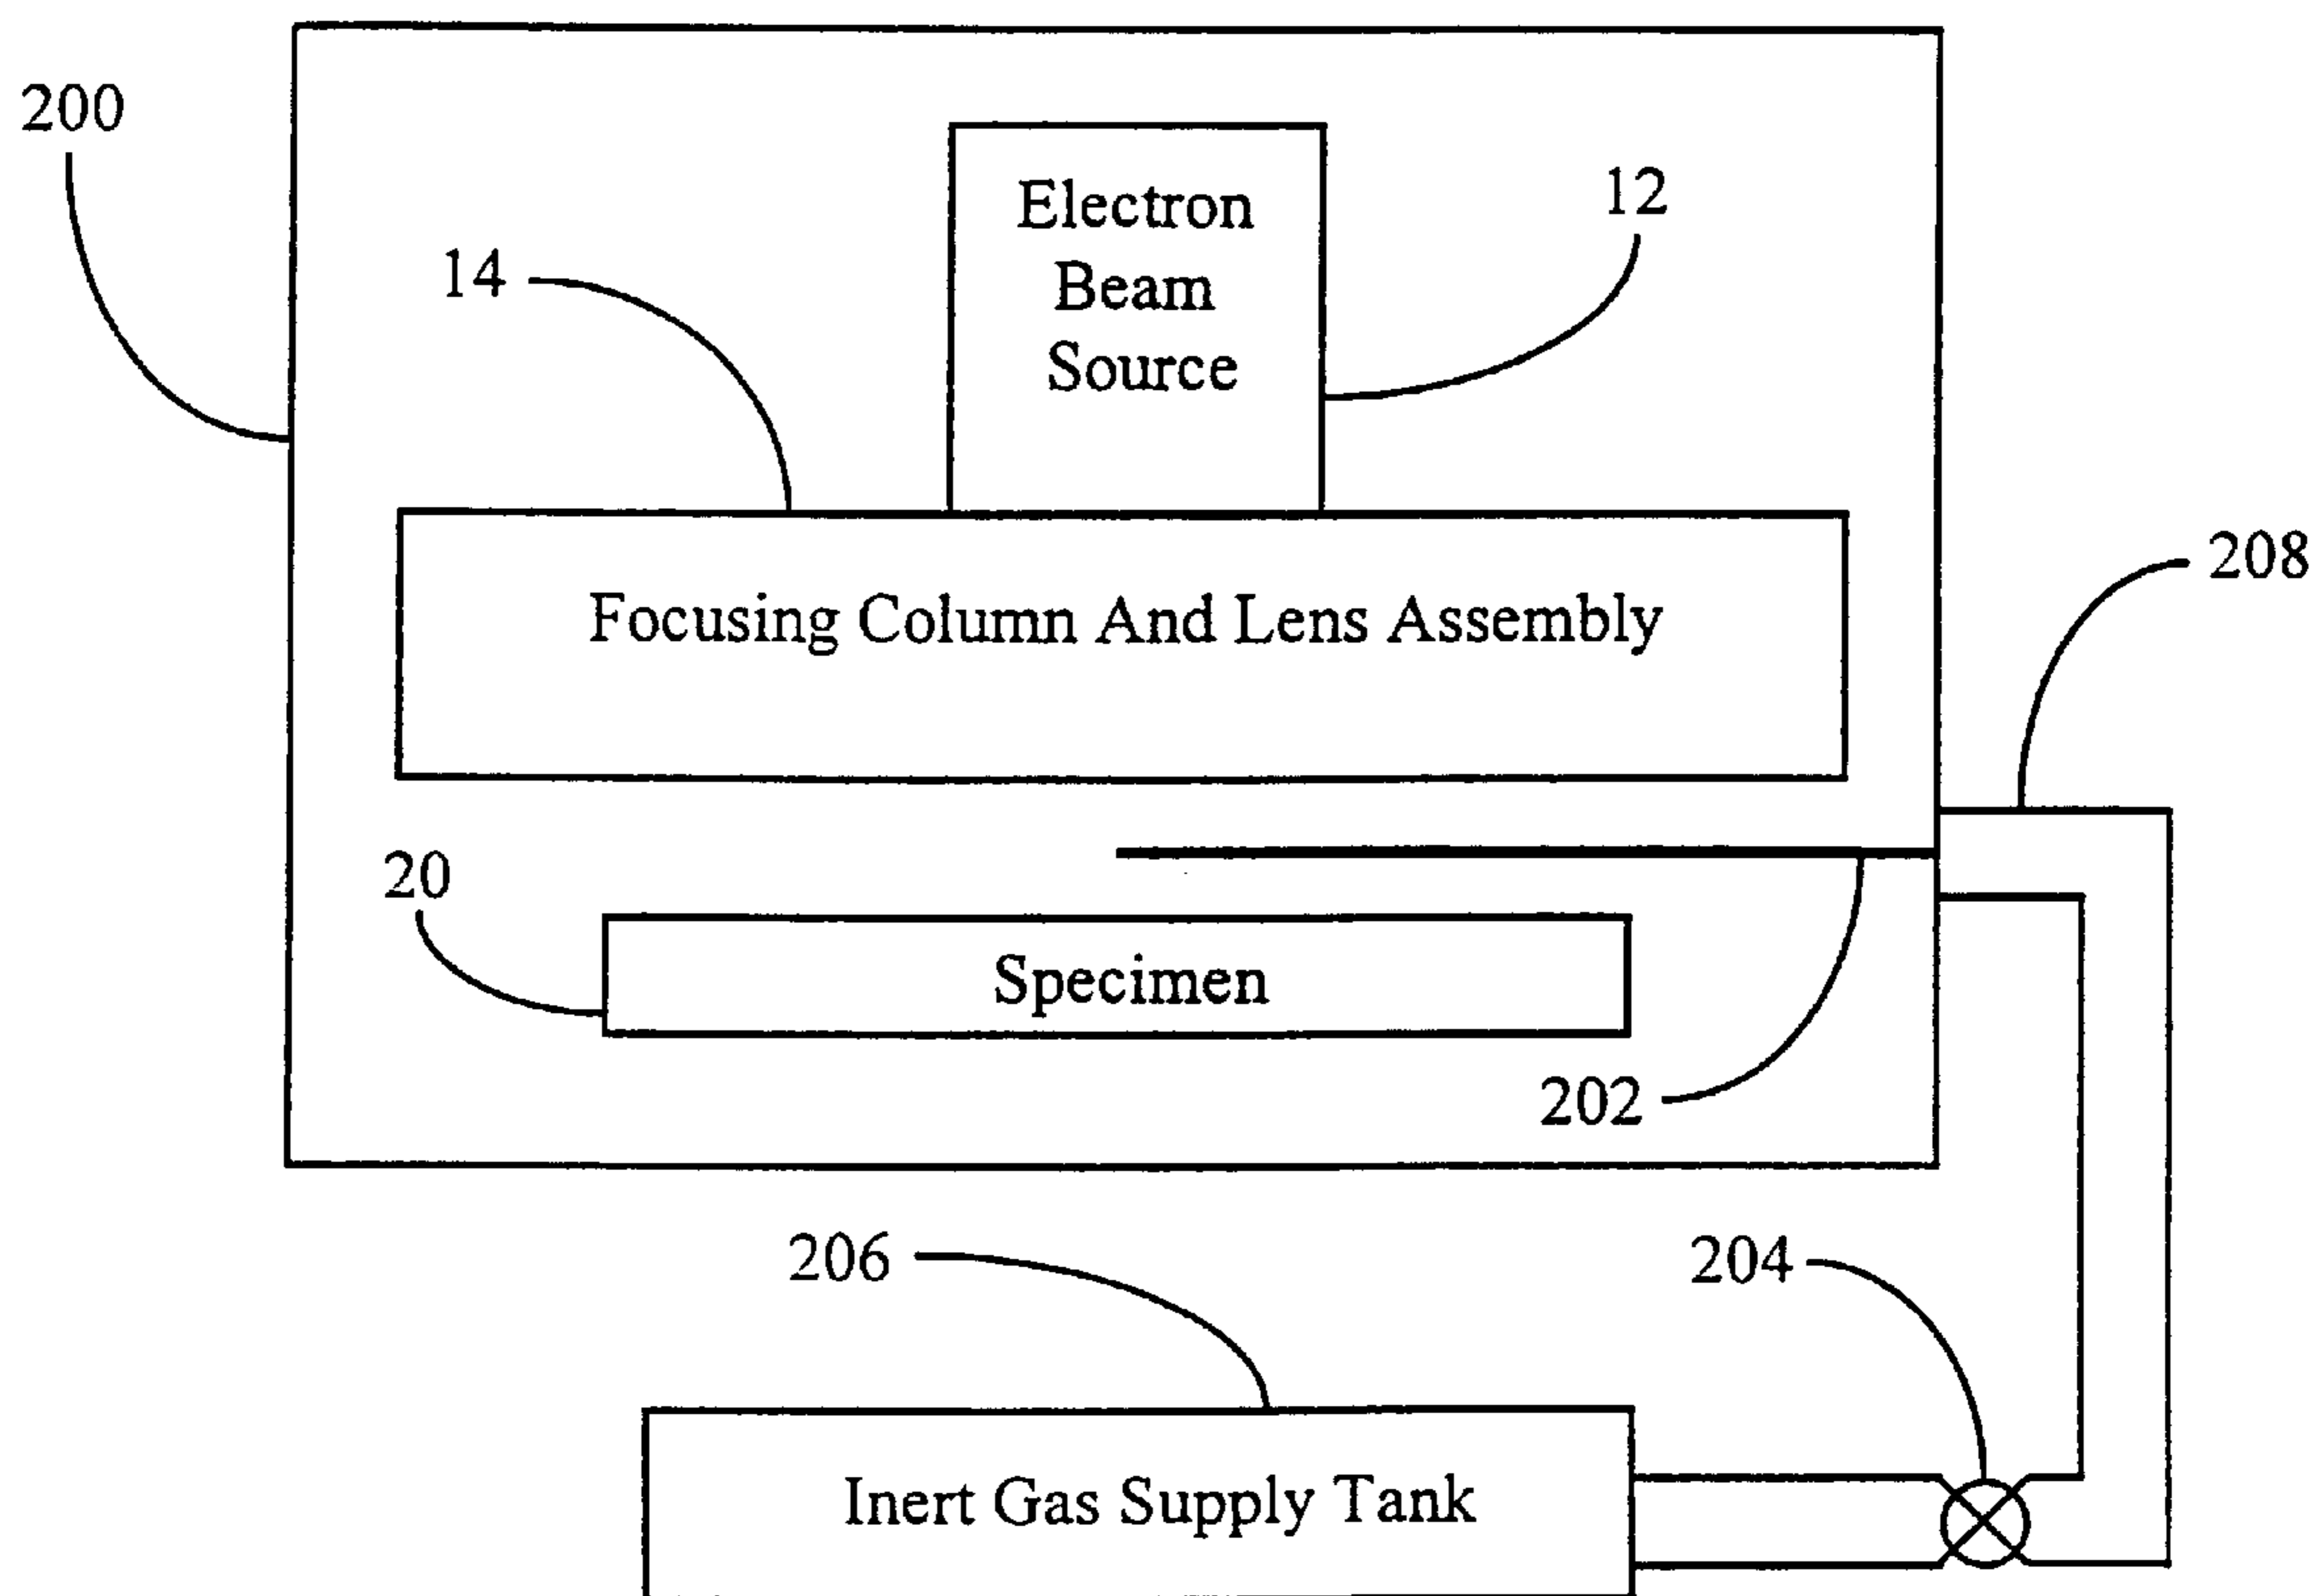 200
Electron
Beam
Source
12
14
Focusing Column And Lens Assembly
208
20
Specimen
202
206
204
Inert Gas Supply Tank